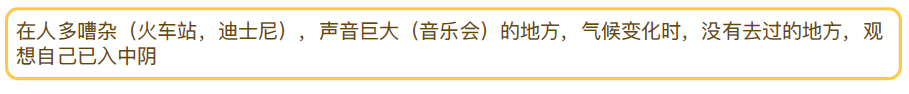 在人多嘈杂（火车站，迪士尼），声音巨大（音乐会）的地方，气候变化时，没有去过的地方，观
想自己已入中阴